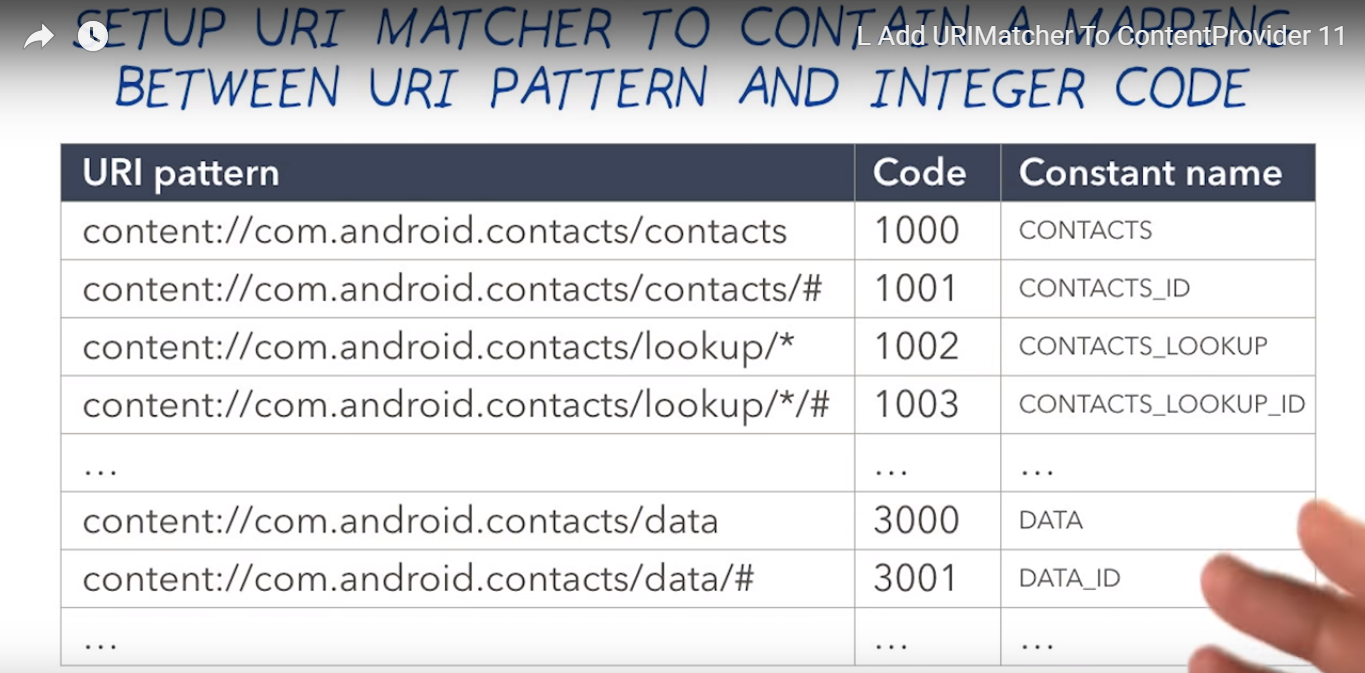 SETUP URI MATCHER TO CONTAIN A MAPPING
L Add URIMatcher To ContentProvider 11
BETWEEN URI PATTERN AND INTEGER CODE
URI pattern Code Constant name
content://com.android.contacts/contacts 1000 CONTACTS
content://com.android.contacts/contacts/# 1001 CONTACTS_ID
content://com.android.contacts/lookup/* 1002 CONTACTS_LOOKUP
content://com.android.contacts/lookup/*/# 1003 CONTACTS_LOOKUP_ID
... ... ...
content://com.android.contacts/data 3000 DATA
content://com.android.contacts/data/# 3001 DATA_ID
... ... ...